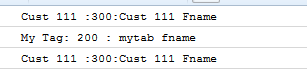 Cust 111 :300:Cust 111 Fname
My Tag: 200 : mytab fname
Cust 111 :300:Cust 111 Fname